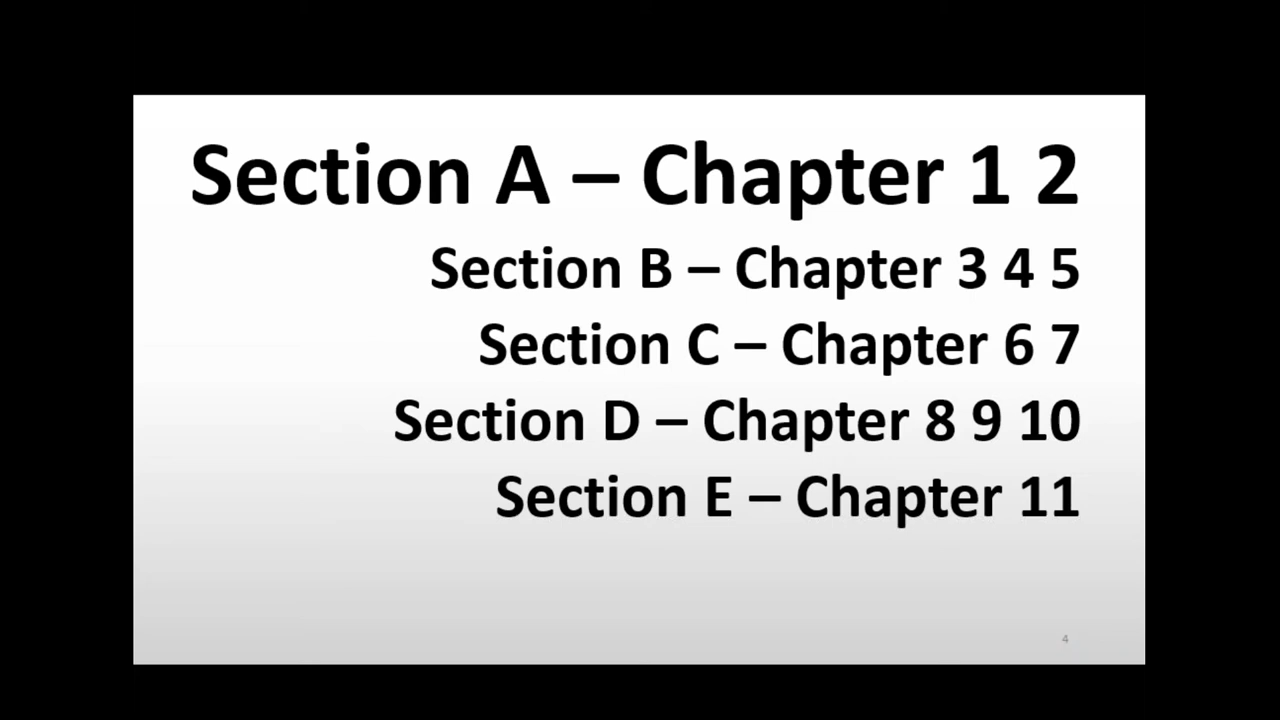 Section A – Chapter 1 2
Section B – Chapter 3 4 5
Section C – Chapter 6 7
Section D – Chapter 8 9 10
Section E – Chapter 11
4